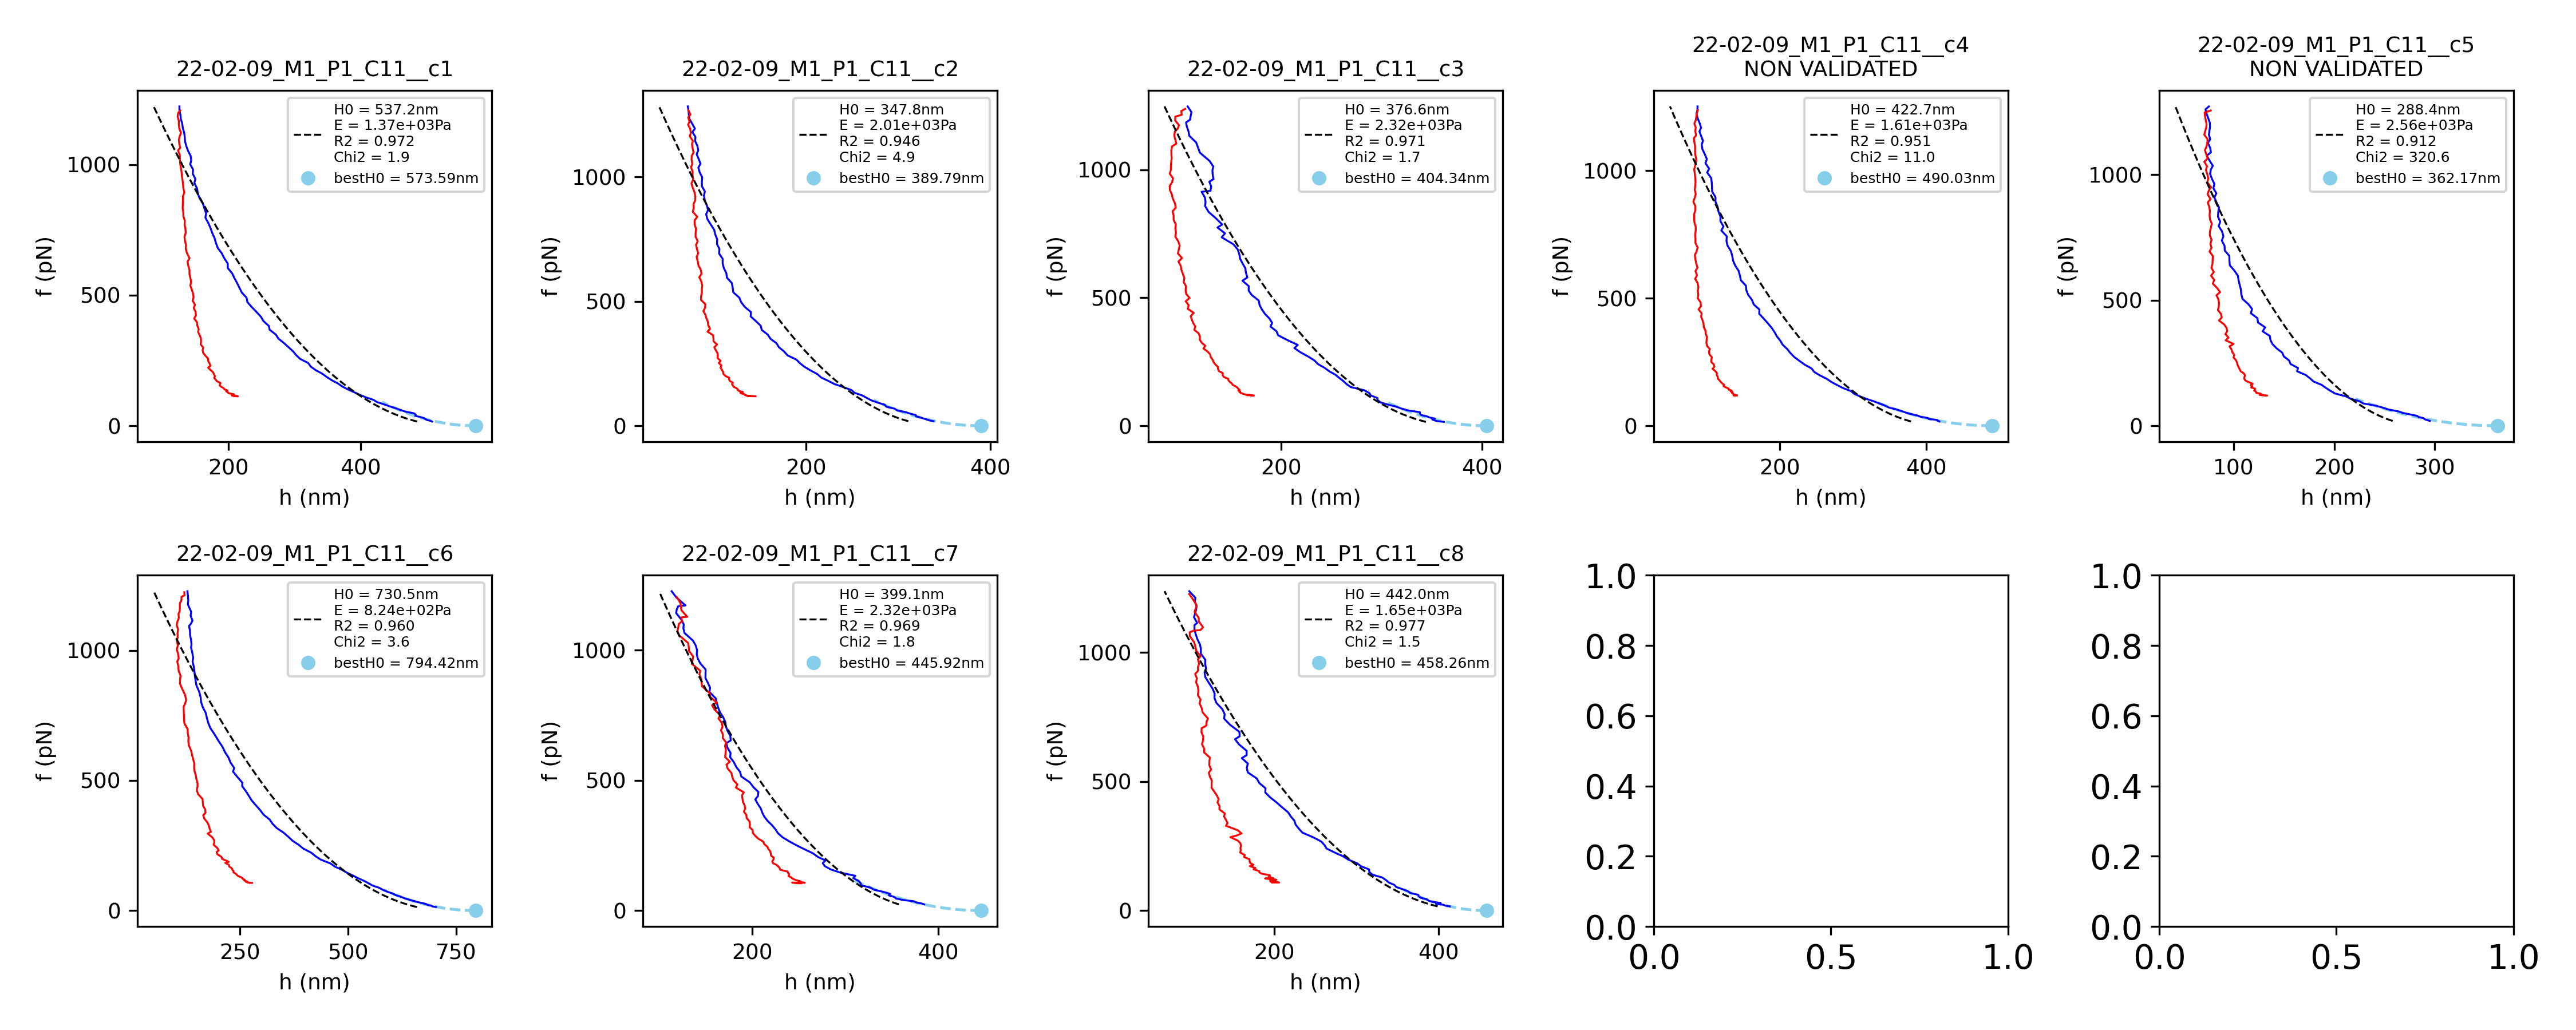 22-02-09_M1_P1_C11__c1
H0 = 537.2nm
E = 1.37e+03Pa
R2 = 0.972
Chi2 = 1.9
bestH0 = 573.59nm
1000
500
0
f (pN)
200 400
h (nm)
22-02-09_M1_P1_C11__c2
H0 = 347.8nm
E = 2.01e+03Pa
R2 = 0.946
Chi2 = 4.9
bestH0 = 389.79nm
1000
500
0
f (pN)
200 400
h (nm)
22-02-09_M1_P1_C11__c3
H0 = 376.6nm
E = 2.32e+03Pa
R2 = 0.971
Chi2 = 1.7
bestH0 = 404.34nm
1000
500
0
f (pN)
200 400
h (nm)
22-02-09_M1_P1_C11__c4
NON VALIDATED
H0 = 422.7nm
E = 1.61e+03Pa
R2 = 0.951
Chi2 = 11.0
bestH0 = 490.03nm
1000
500
0
f (pN)
200 400
h (nm)
22-02-09_M1_P1_C11__c5
NON VALIDATED
H0 = 288.4nm
E = 2.56e+03Pa
R2 = 0.912
Chi2 = 320.6
bestH0 = 362.17nm
1000
500
0
f (pN)
100 200 300
h (nm)
22-02-09_M1_P1_C11__c6
H0 = 730.5nm
E = 8.24e+02Pa
R2 = 0.960
Chi2 = 3.6
bestH0 = 794.42nm
1000
500
0
f (pN)
250 500 750
h (nm)
22-02-09_M1_P1_C11__c7
H0 = 399.1nm
E = 2.32e+03Pa
R2 = 0.969
Chi2 = 1.8
bestH0 = 445.92nm
1000
500
0
f (pN)
200 400
h (nm)
22-02-09_M1_P1_C11__c8
H0 = 442.0nm
E = 1.65e+03Pa
R2 = 0.977
Chi2 = 1.5
bestH0 = 458.26nm
1000
500
0
f (pN)
200 400
h (nm)
1.0
0.8
0.6
0.4
0.2
0.0
0.0 0.5 1.0
1.0
0.8
0.6
0.4
0.2
0.0
0.0 0.5 1.0